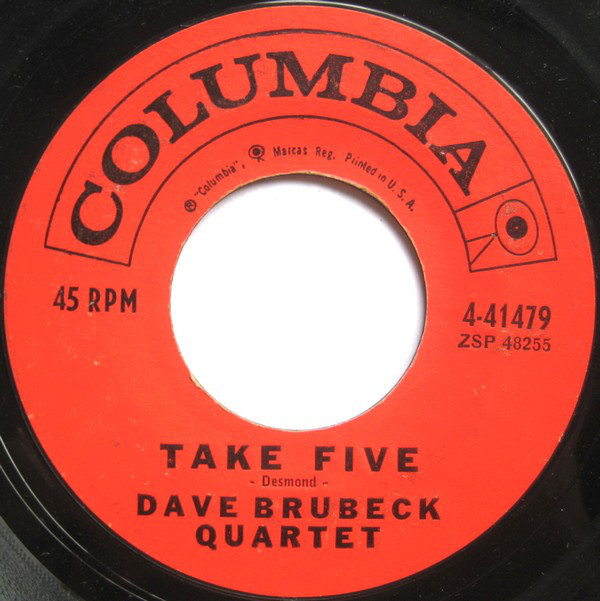 COLUMBIA
® "Columbia", Marcas Reg. Printed in U. S. A.
45 RPM
4-41479
ZSP 48255
TAKE FIVE
- Desmond -
DAVE BRUBECK
QUARTET